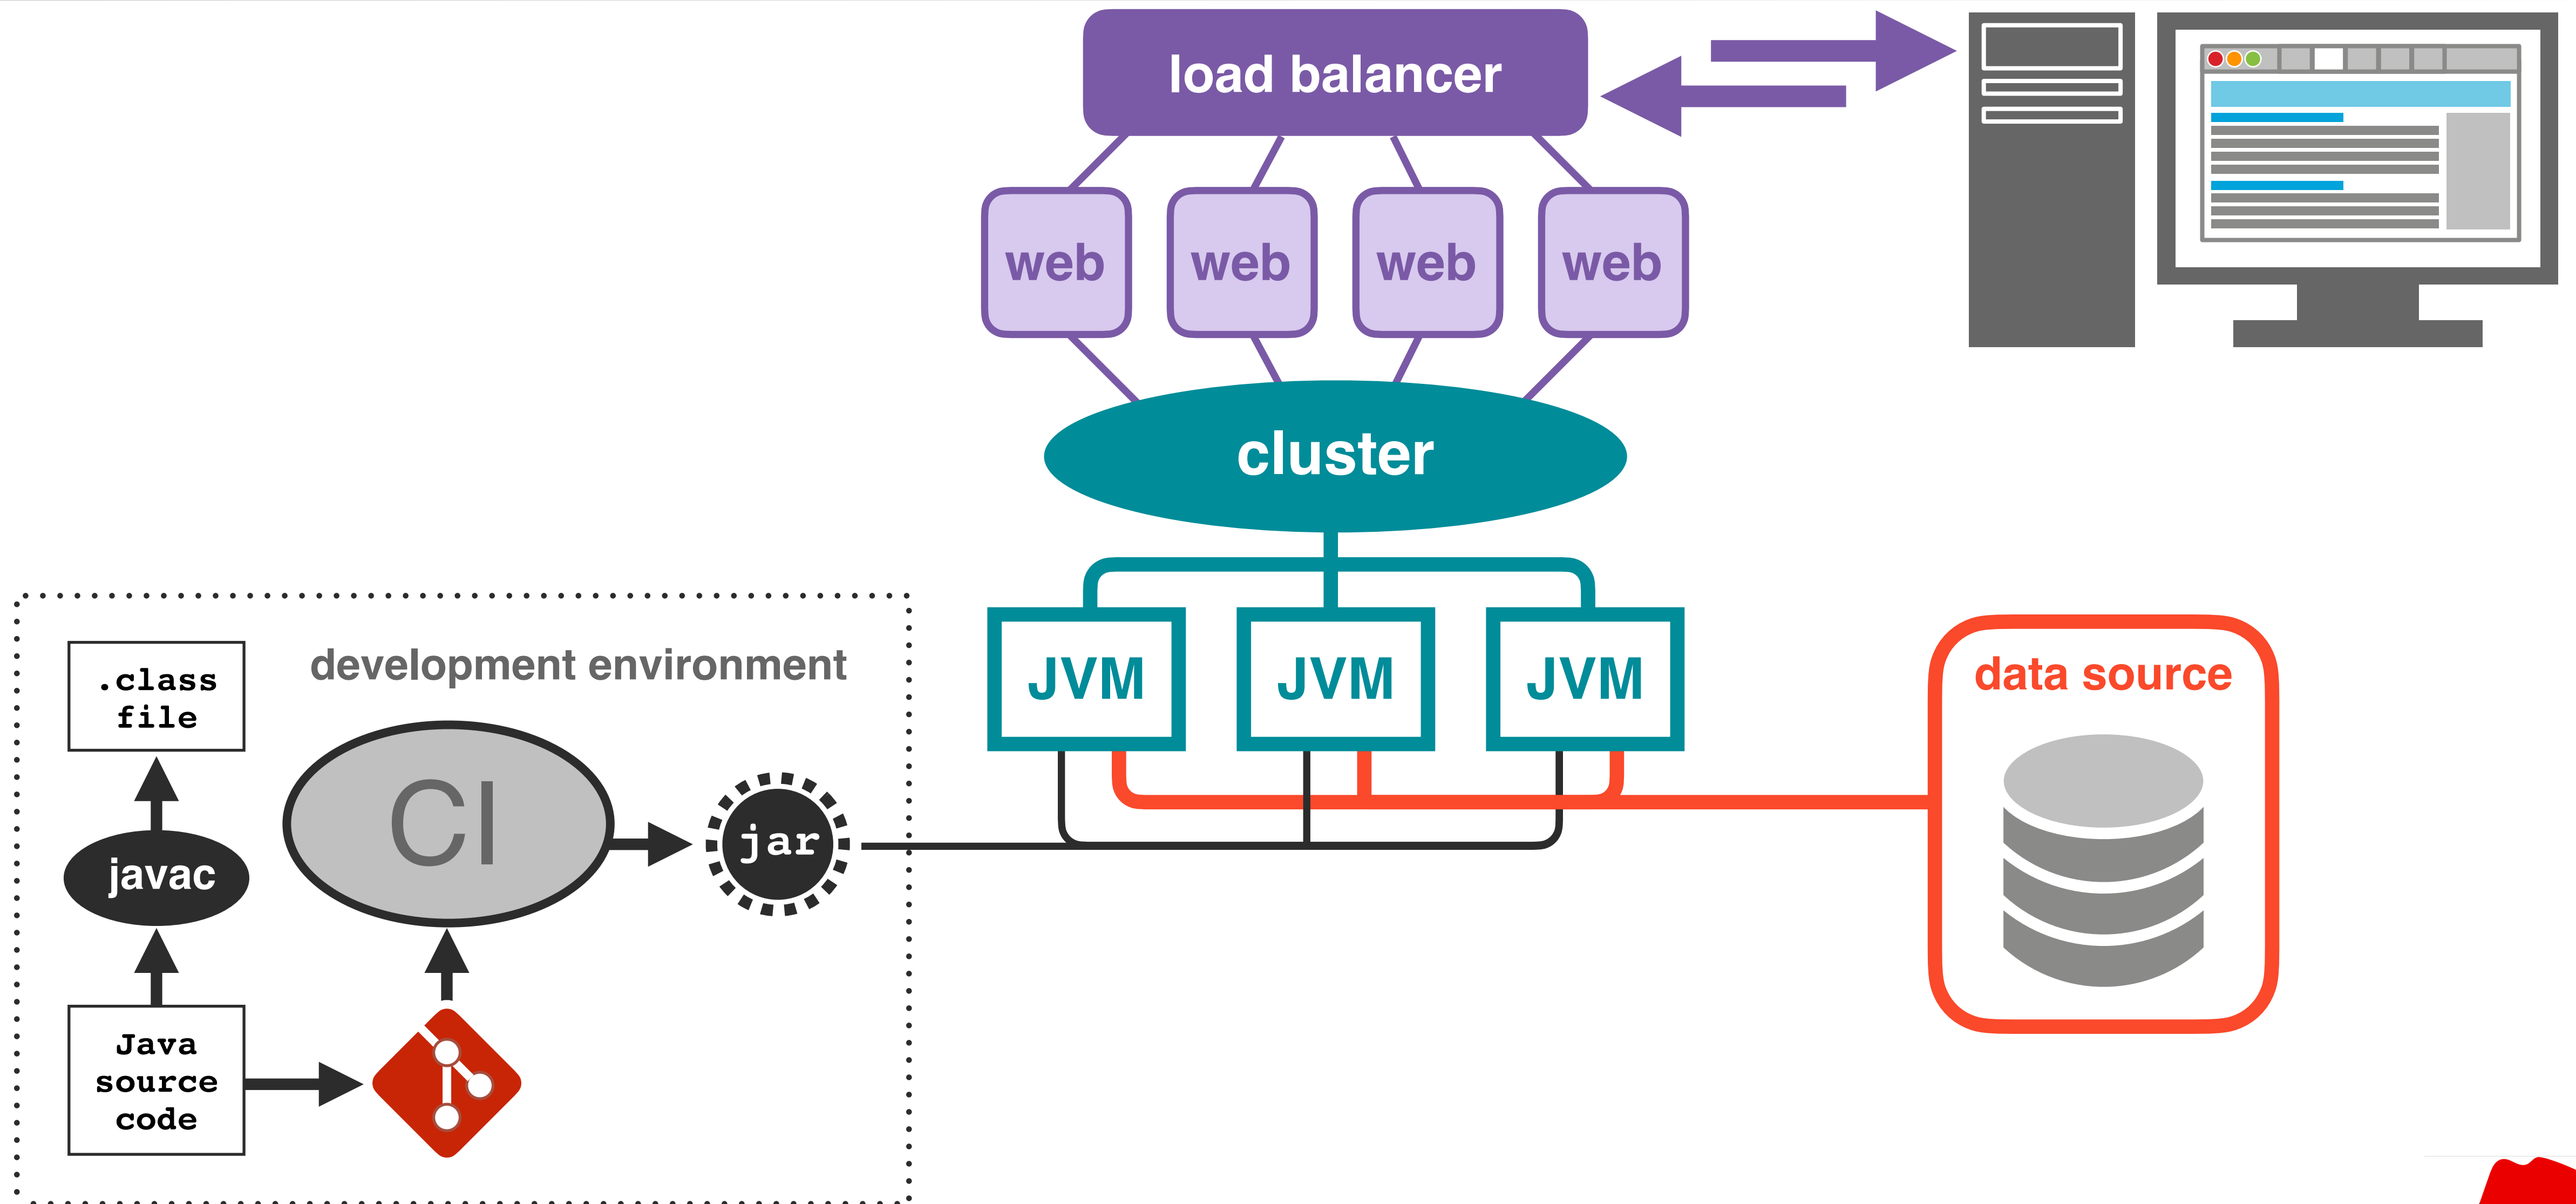 load balancer
web
web
web
web
cluster
JVM
JVM
JVM
data source
development environment
.class
file
CI
jar
javac
Java
source
code